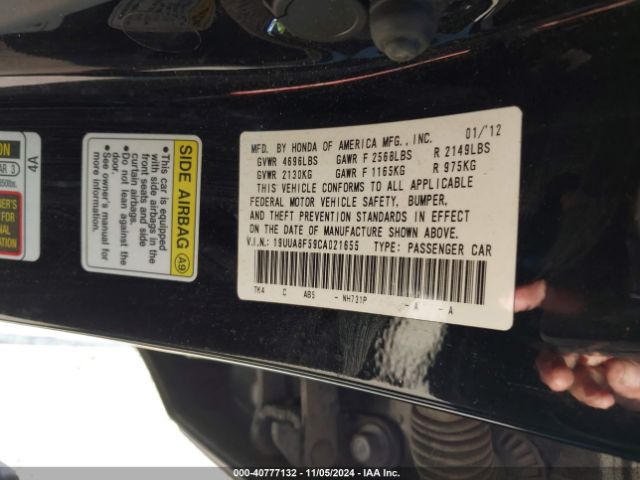 MFD. BY HONDA OF AMERICA MFG., INC. 01/'12
GVWR 4696LBS GAWR F 2568LBS R 2149LBS
GVWR 2130KG GAWR F 1165KG R 975KG
THIS VEHICLE CONFORMS TO ALL APPLICABLE
FEDERAL MOTOR VEHICLE SAFETY, BUMPER,
AND THEFT PREVENTION STANDARDS IN EFFECT
ON THE DATE OF MANUFACTURE SHOWN ABOVE.
V.I.N.: 19UUA8F59CA021655 TYPE: PASSENGER CAR
TK4 C AB5 - NH731P - A - A
SIDE AIRBAG A9
• This car is equipped
with side airbags in the
front seats and side
curtain airbags.
• Do not lean against the
door.
• See owner's manual for
more information.
4A
000-40777132 - 11/05/2024 - IAA Inc.